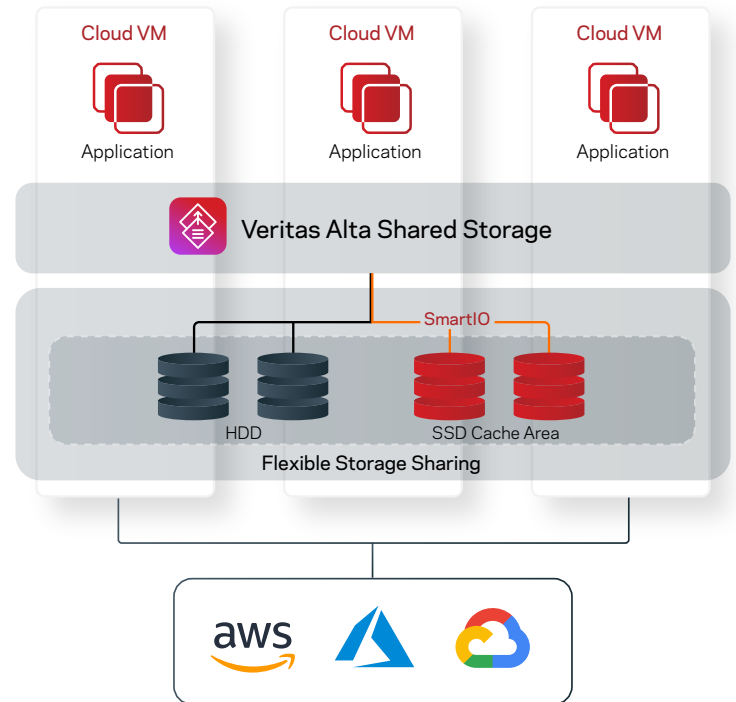 Cloud VM
Cloud VM
Cloud VM
Application
Application
Application
Veritas Alta Shared Storage
SmartIO
HDD
SSD Cache Area
Flexible Storage Sharing
aws